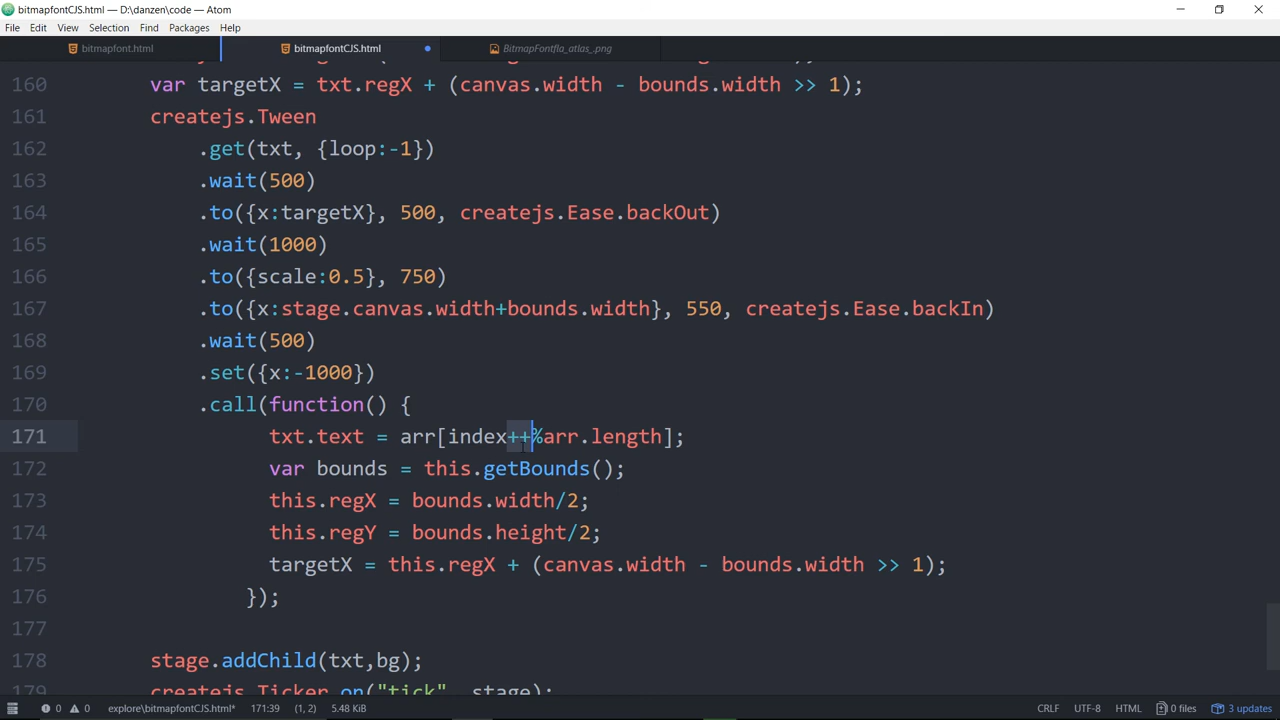 bitmapfontCJS.html — D:\danzen\code — Atom
File Edit View Selection Find Packages Help
bitmapfont.html bitmapfontCJS.html BitmapFontfla_atlas_.png
160 var targetX = txt.regX + (canvas.width - bounds.width >> 1);
161 createjs.Tween
162 .get(txt, {loop:-1})
163 .wait(500)
164 .to({x:targetX}, 500, createjs.Ease.backOut)
165 .wait(1000)
166 .to({scale:0.5}, 750)
167 .to({x:stage.canvas.width+bounds.width}, 550, createjs.Ease.backIn)
168 .wait(500)
169 .set({x:-1000})
170 .call(function() {
171 txt.text = arr[index++%arr.length];
172 var bounds = this.getBounds();
173 this.regX = bounds.width/2;
174 this.regY = bounds.height/2;
175 targetX = this.regX + (canvas.width - bounds.width >> 1);
176 });
177
178 stage.addChild(txt,bg);
179 createjs.Ticker.on("tick", stage);
0 0 explore\bitmapfontCJS.html* 171:39 (1, 2) 5.48 KiB CRLF UTF-8 HTML 0 files 3 updates